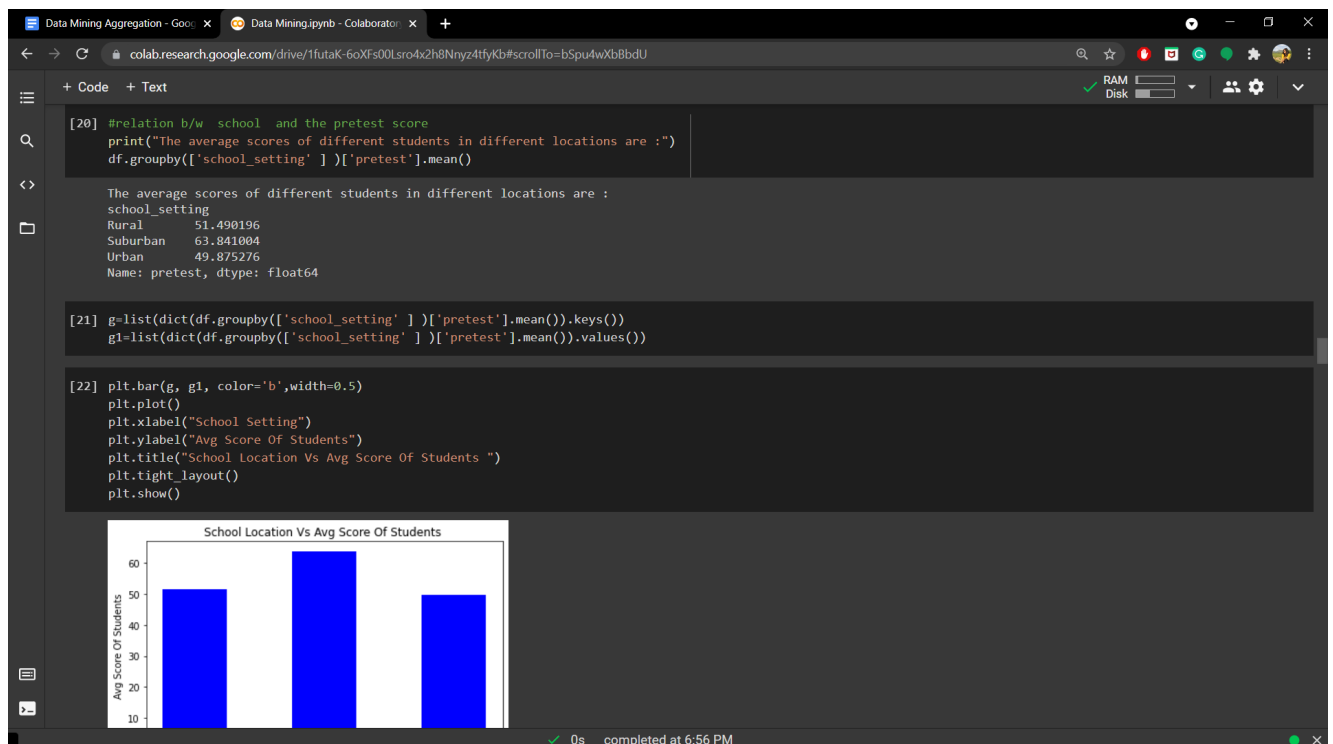 Data Mining Aggregation - Goog
Data Mining.ipynb - Colaborator
colab.research.google.com/drive/1futaK-6oXFs00Lsro4x2h8Nnyz4tfyKb#scrollTo=bSpu4wXbBbdU
+ Code + Text
RAM
Disk
[20] #relation b/w  school  and the pretest score
print("The average scores of different students in different locations are :")
df.groupby(['school_setting' ] )['pretest'].mean()
The average scores of different students in different locations are :
school_setting
Rural 51.490196
Suburban 63.841004
Urban 49.875276
Name: pretest, dtype: float64
[21] g=list(dict(df.groupby(['school_setting' ] )['pretest'].mean()).keys())
g1=list(dict(df.groupby(['school_setting' ] )['pretest'].mean()).values())
[22] plt.bar(g, g1, color='b',width=0.5)
plt.plot()
plt.xlabel("School Setting")
plt.ylabel("Avg Score Of Students")
plt.title("School Location Vs Avg Score Of Students ")
plt.tight_layout()
plt.show()
School Location Vs Avg Score Of Students
Avg Score Of Students
60
50
40
30
20
10
0s completed at 6:56 PM